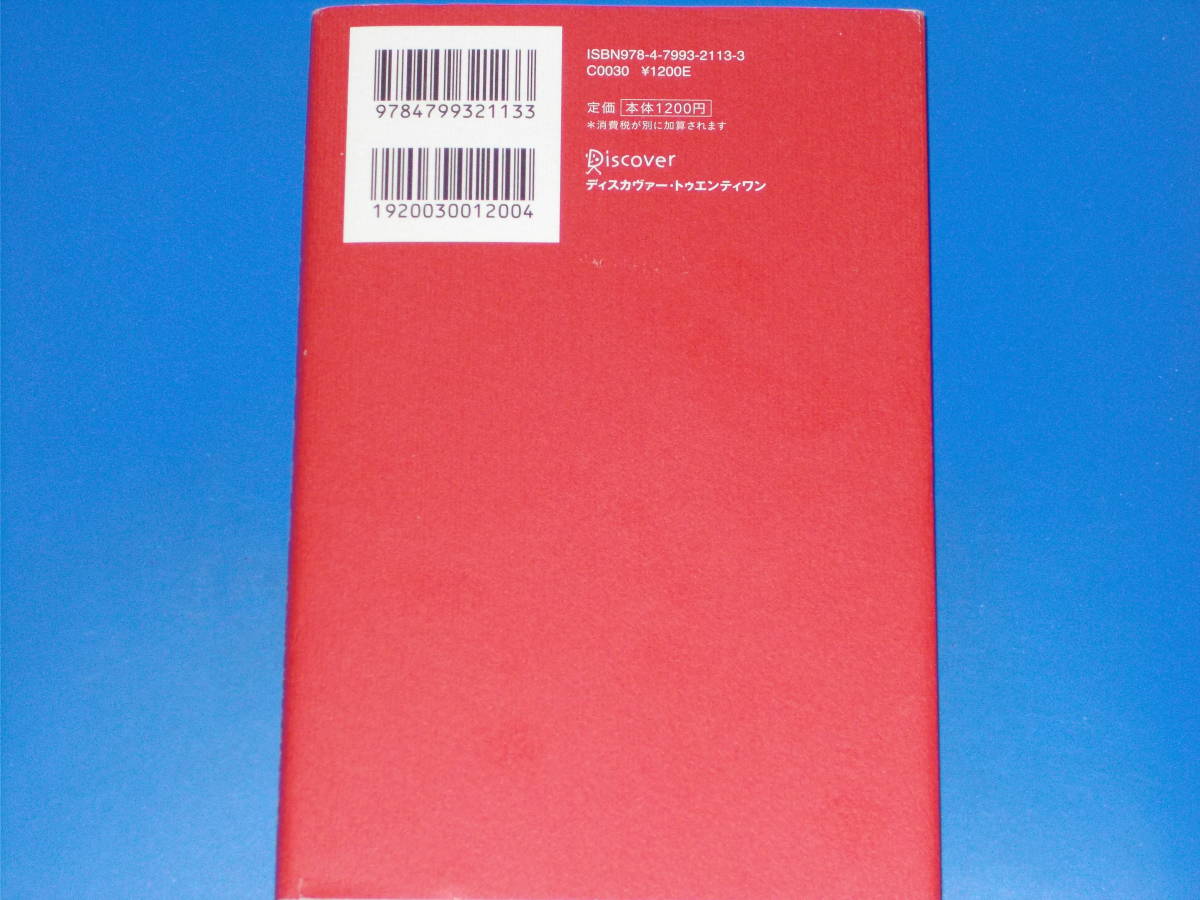 9784799321133
1920030012004
ISBN978-4-7993-2113-3
C0030 ¥1200E
定価 本体1200円
＊消費税が別に加算されます
Discover
ディスカヴァー・トゥエンティワン